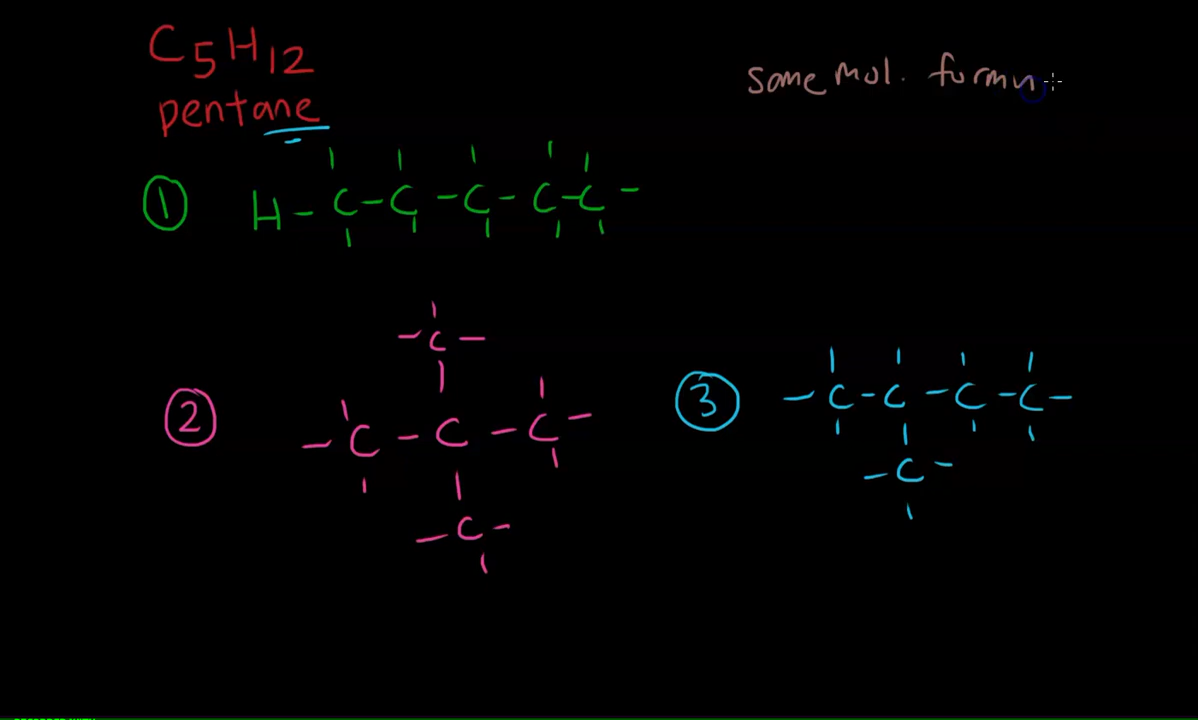 C5H12
pentane
same mol. formu
1 H-C-C-C-C-C-
-C-
2 -C-C-C-
-C-
3 -C-C-C-C-
-C-